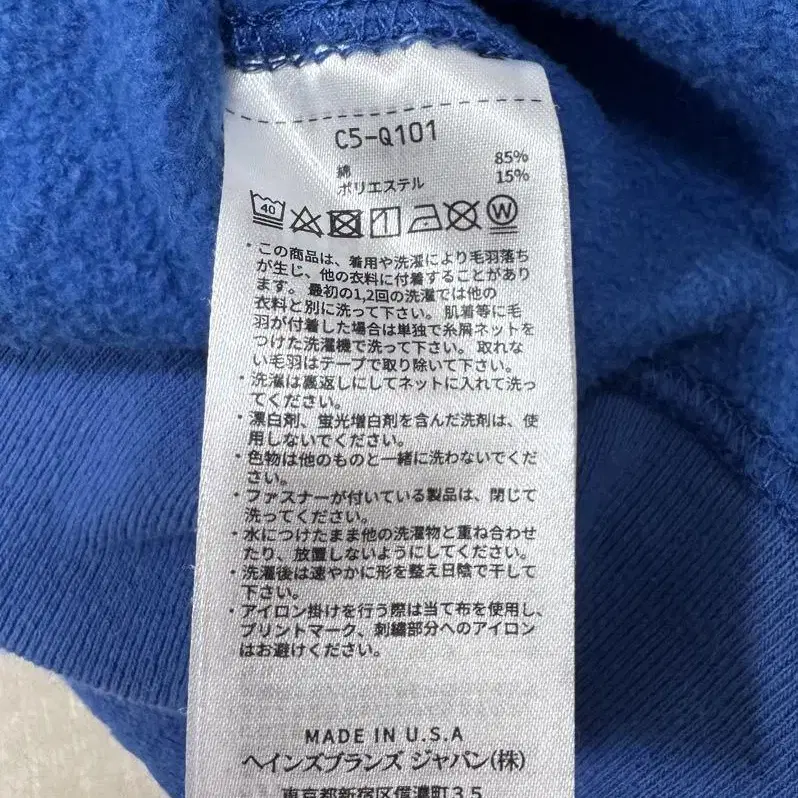 C5-Q101
綿 85%
ポリエステル 15%
40
W
・この商品は、着用や洗濯により毛羽落ち
が生じ、他の衣料に付着することがあり
ます。最初の1,2回の洗濯では他の
衣料と別に洗って下さい。肌着等に毛
羽が付着した場合は単独で糸屑ネットを
つけた洗濯機で洗って下さい。取れな
い毛羽はテープで取り除いて下さい。
・洗濯は裏返しにしてネットに入れて洗っ
てください。
・漂白剤、蛍光増白剤を含んだ洗剤は、使
用しないでください。
・色物は他のものと一緒に洗わないでくだ
さい。
・ファスナーが付いている製品は、閉じて
洗ってください。
・水につけたまま他の洗濯物と重ね合わせ
たり、放置しないようにしてください。
・洗濯後は速やかに形を整え日陰で干して
下さい。
・アイロン掛けを行う際は当て布を使用し、
プリントマーク、刺繍部分へのアイロン
はお避けください。
MADE IN U.S.A
ヘインズブランズ ジャパン(株)
東京都新宿区信濃町35